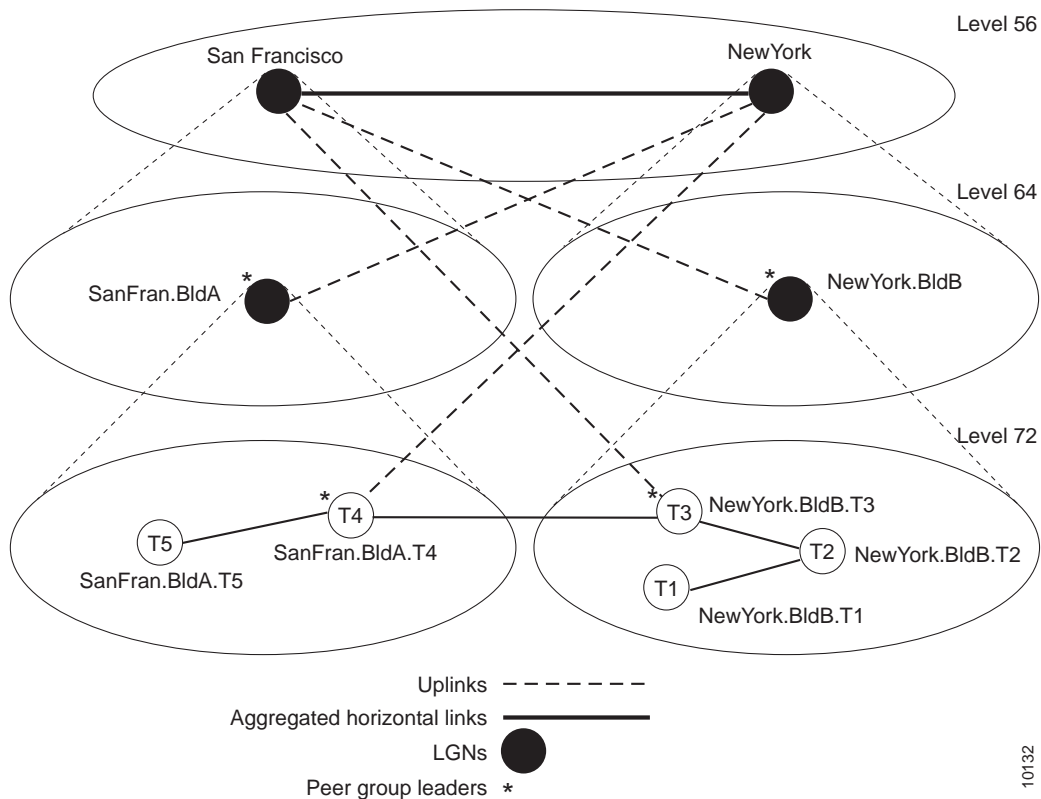 Level 56
San Francisco
NewYork
Level 64
*
SanFran.BldA
*
NewYork.BldB
Level 72
*
T4
SanFran.BldA.T4
T5
SanFran.BldA.T5
*
T3
NewYork.BldB.T3
T2
NewYork.BldB.T2
T1
NewYork.BldB.T1
Uplinks
Aggregated horizontal links
LGNs
Peer group leaders *
10132